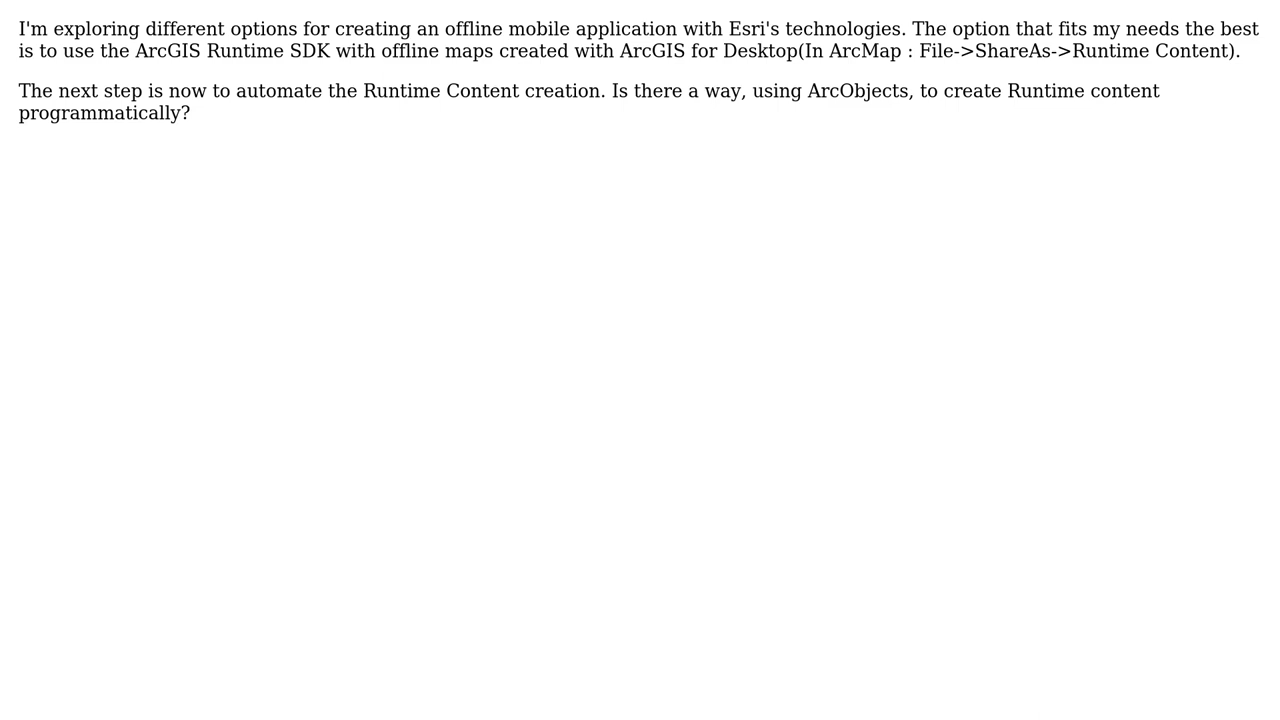 I'm exploring different options for creating an offline mobile application with Esri's technologies. The option that fits my needs the best
is to use the ArcGIS Runtime SDK with offline maps created with ArcGIS for Desktop(In ArcMap : File->ShareAs->Runtime Content).
The next step is now to automate the Runtime Content creation. Is there a way, using ArcObjects, to create Runtime content
programmatically?